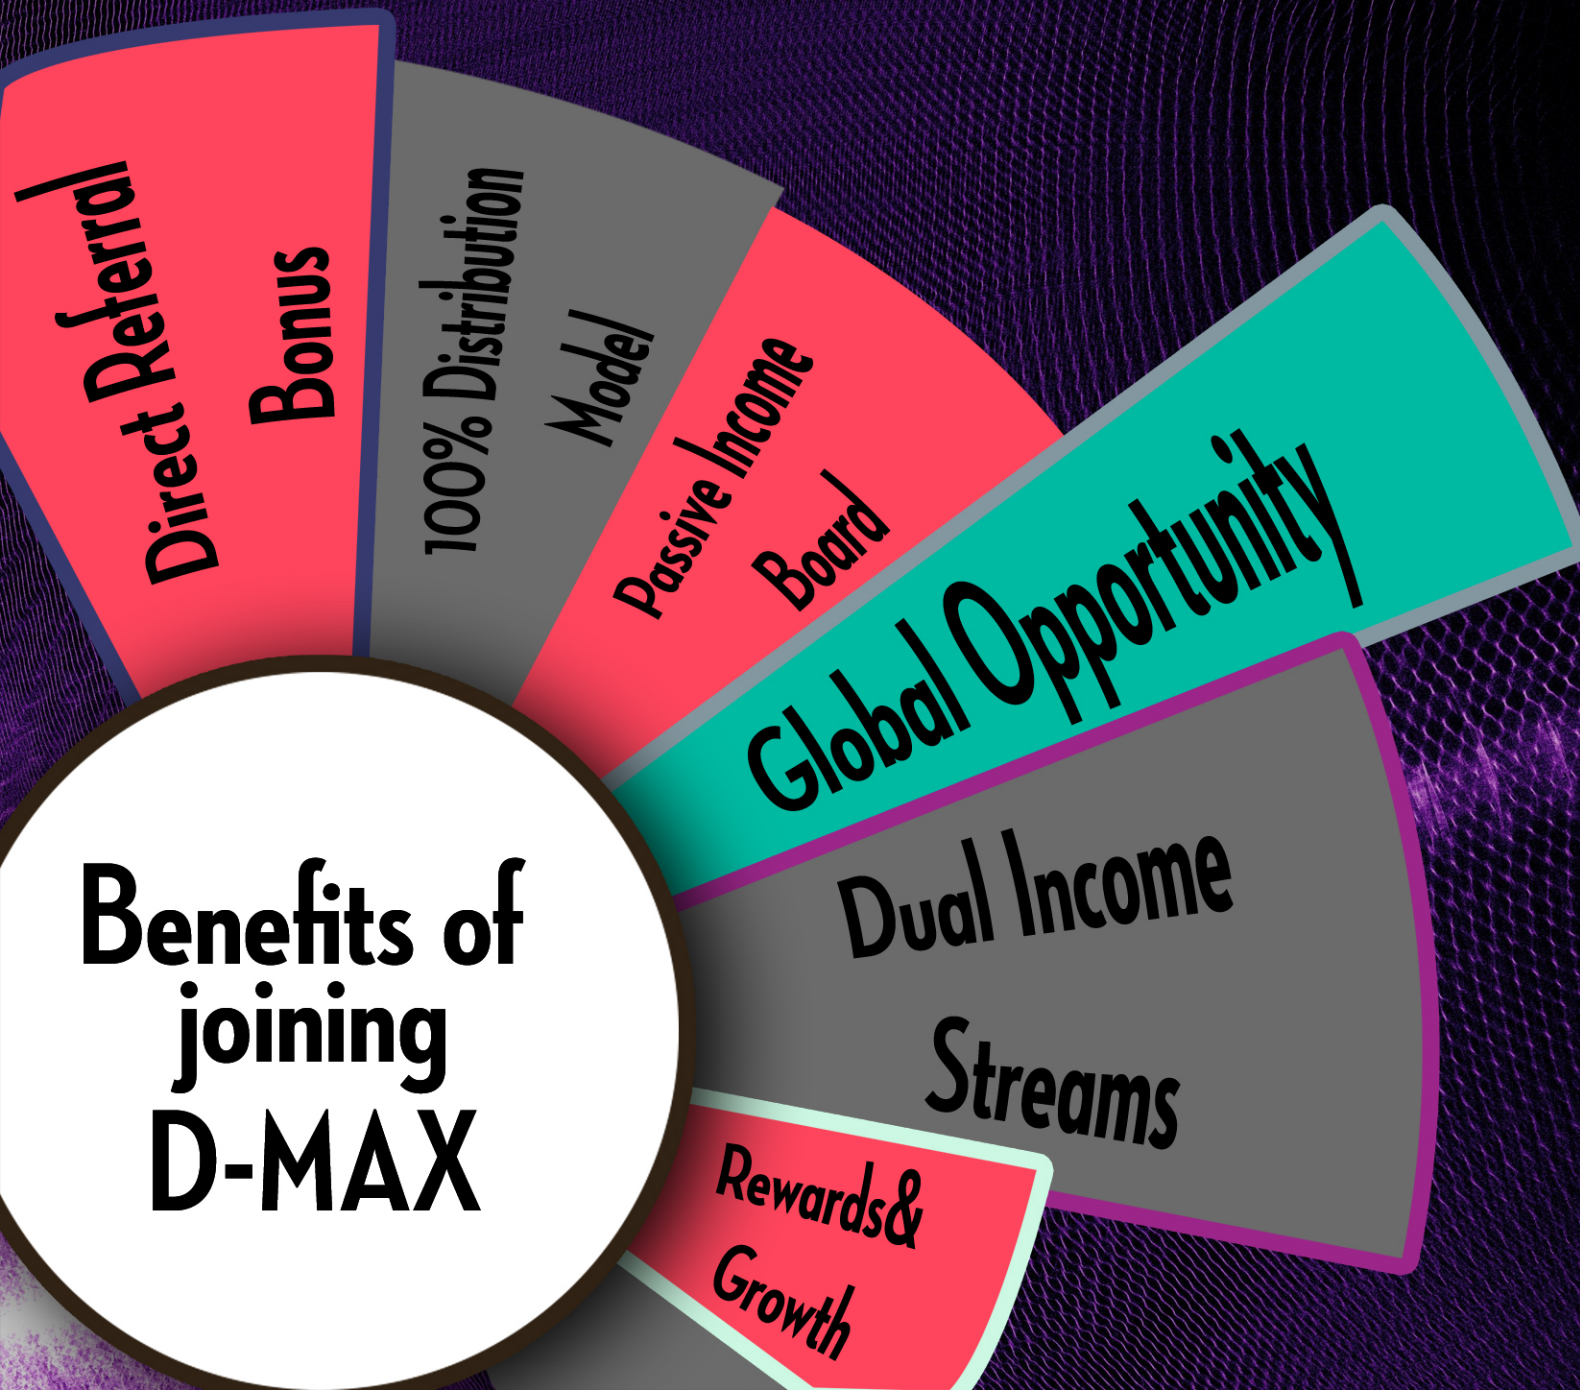 Direct Referral
Bonus
100% Distribution
Model
Passive Income
Board
Global Opportunity
Dual Income
Streams
Rewards&
Growth
Benefits of
joining
D-MAX